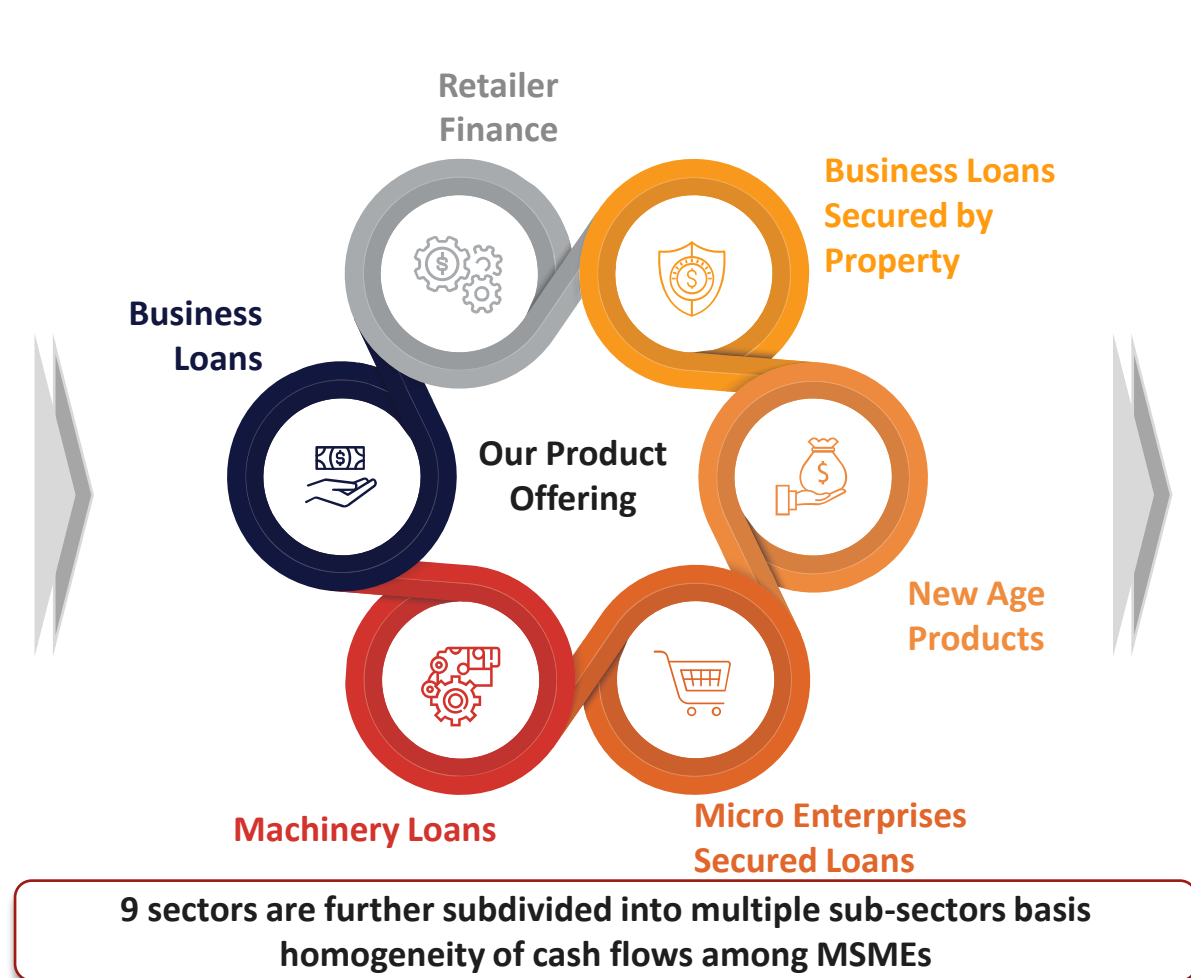 Retailer
Finance
Business Loans
Secured by
Property
Business
Loans
Our Product
Offering
New Age
Products
Machinery Loans
Micro Enterprises
Secured Loans
9 sectors are further subdivided into multiple sub-sectors basis
homogeneity of cash flows among MSMEs